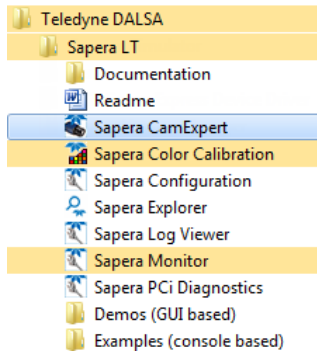 Teledyne DALSA
Sapera LT
Documentation
Readme
Sapera CamExpert
Sapera Color Calibration
Sapera Configuration
Sapera Explorer
Sapera Log Viewer
Sapera Monitor
Sapera PCi Diagnostics
Demos (GUI based)
Examples (console based)